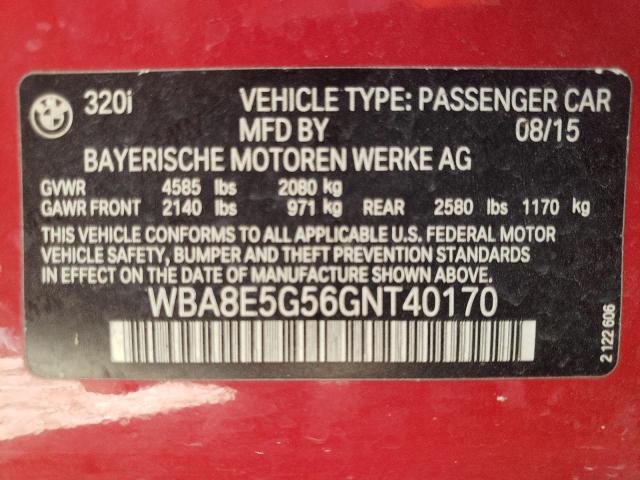 320i VEHICLE TYPE: PASSENGER CAR
MFD BY 08/15
BAYERISCHE MOTOREN WERKE AG
GVWR 4585 lbs 2080 kg
GAWR FRONT 2140 lbs 971 kg REAR 2580 lbs 1170 kg
THIS VEHICLE CONFORMS TO ALL APPLICABLE U.S. FEDERAL MOTOR
VEHICLE SAFETY, BUMPER AND THEFT PREVENTION STANDARDS
IN EFFECT ON THE DATE OF MANUFACTURE SHOWN ABOVE.
WBA8E5G56GNT40170
2 122 606